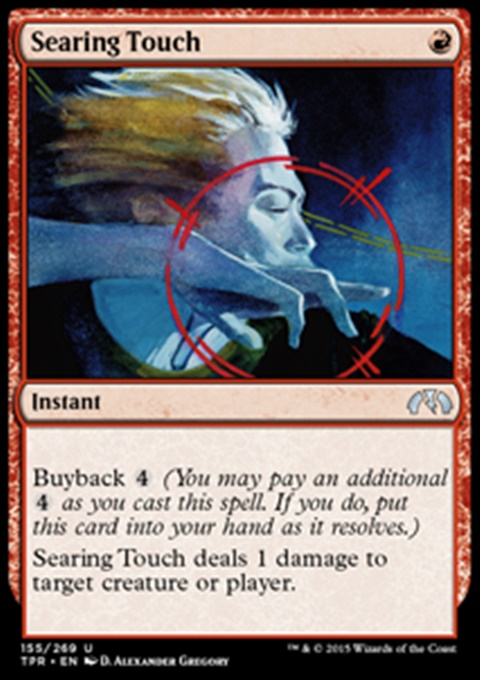 Searing Touch
Instant
Buyback 4 (You may pay an additional
4 as you cast this spell. If you do, put
this card into your hand as it resolves.)
Searing Touch deals 1 damage to
target creature or player.
155/269 U
™ & © 2015 Wizards of the Coast
TPR • EN D. Alexander Gregory